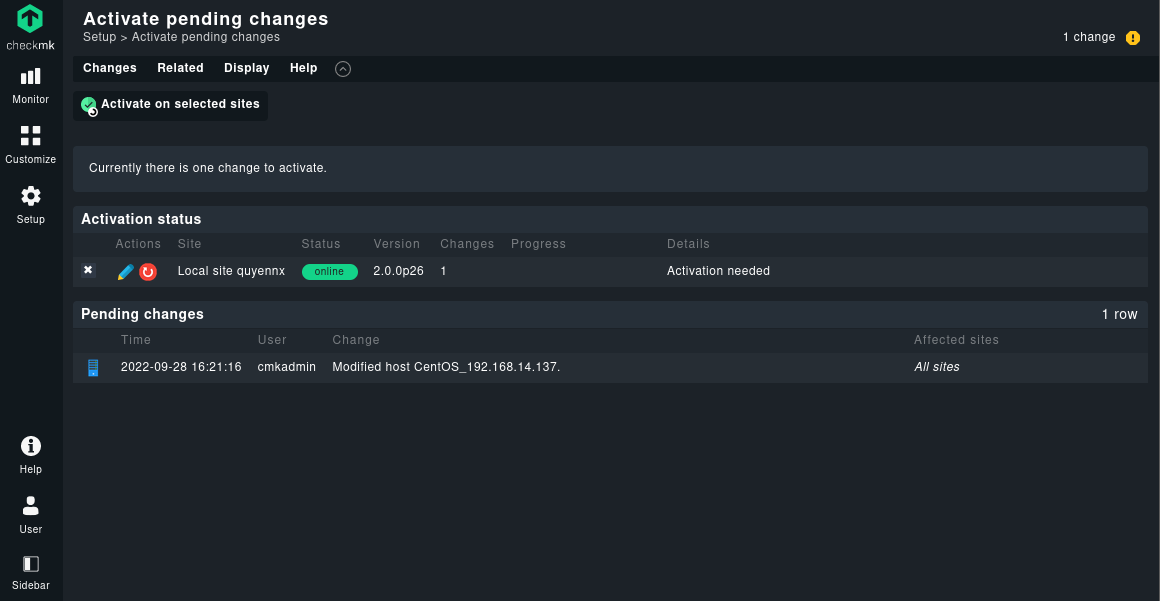 Activate pending changes
Setup > Activate pending changes
1 change
checkmk
Changes Related Display Help
Monitor
Activate on selected sites
Customize
Currently there is one change to activate.
Setup
Activation status
Actions Site Status Version Changes Progress Details
Local site quyennx online 2.0.0p26 1 Activation needed
Pending changes 1 row
Time User Change Affected sites
2022-09-28 16:21:16 cmkadmin Modified host CentOS_192.168.14.137. All sites
Help
User
Sidebar